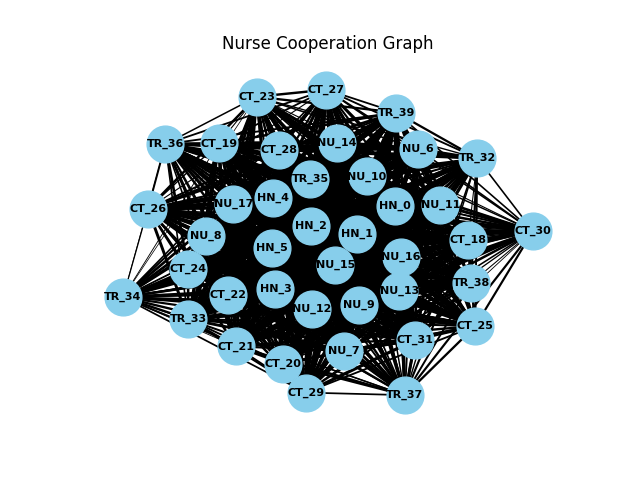 Nurse Cooperation Graph
CT_27
CT_23
TR_39
TR_36
CT_19
CT_28
NU_14
NU_6
TR_32
TR_35
NU_10
CT_26
NU_17
HN_4
HN_0
NU_11
HN_2
NU_8
HN_5
HN_1
CT_18
CT_30
CT_24
NU_15
NU_16
TR_38
TR_34
CT_22
HN_3
NU_13
TR_33
NU_12
NU_9
CT_25
CT_21
CT_31
CT_20
NU_7
CT_29
TR_37